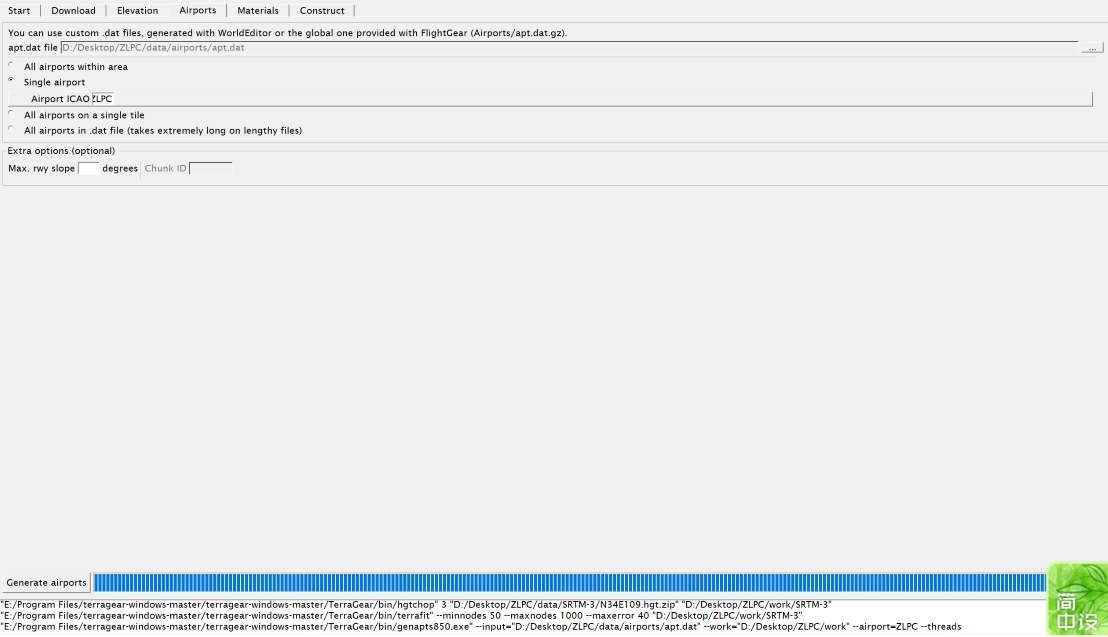 Start Download Elevation Airports Materials Construct
You can use custom .dat files, generated with WorldEditor or the global one provided with FlightGear (Airports/apt.dat.gz).
apt.dat file D:/Desktop/ZLPC/data/airports/apt.dat ...
All airports within area
Single airport
Airport ICAO ZLPC
All airports on a single tile
All airports in .dat file (takes extremely long on lengthy files)
Extra options (optional)
Max. rwy slope degrees Chunk ID
Generate airports
"E:/Program Files/terragear-windows-master/terragear-windows-master/TerraGear/bin/hgtchop" 3 "D:/Desktop/ZLPC/data/SRTM-3/N34E109.hgt.zip" "D:/Desktop/ZLPC/work/SRTM-3"
"E:/Program Files/terragear-windows-master/terragear-windows-master/TerraGear/bin/terrafit" --minnodes 50 --maxnodes 1000 --maxerror 40 "D:/Desktop/ZLPC/work/SRTM-3"
"E:/Program Files/terragear-windows-master/terragear-windows-master/TerraGear/bin/genapts850.exe" --input="D:/Desktop/ZLPC/data/airports/apt.dat" --work="D:/Desktop/ZLPC/work" --airport=ZLPC --threads
简
中 设